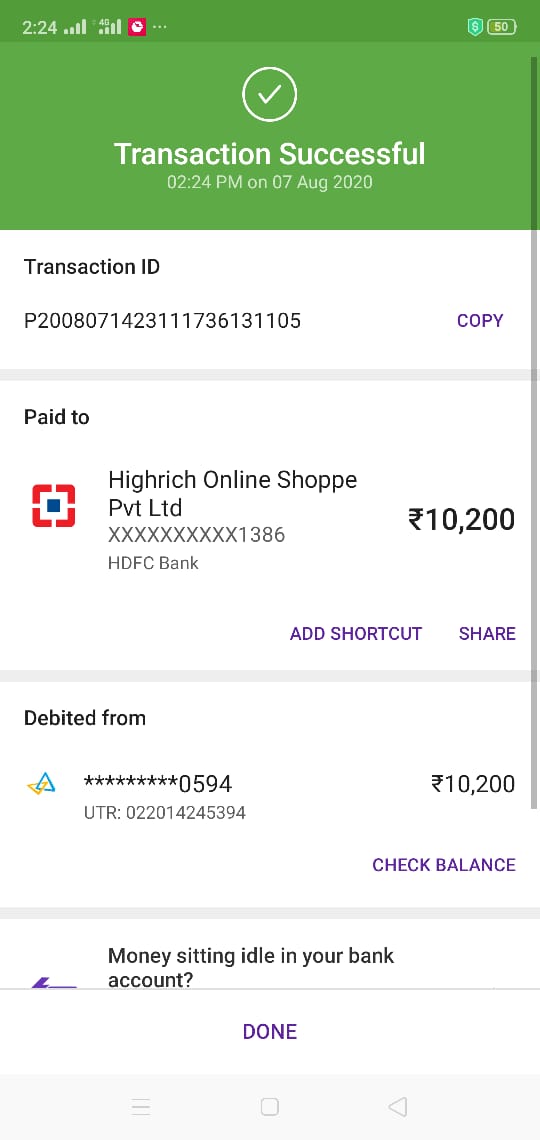 2:24 4G ... 50
Transaction Successful
02:24 PM on 07 Aug 2020
Transaction ID
P2008071423111736131105 COPY
Paid to
Highrich Online Shoppe
Pvt Ltd
XXXXXXXXXX1386
HDFC Bank
₹10,200
ADD SHORTCUT SHARE
Debited from
*********0594 ₹10,200
UTR: 022014245394
CHECK BALANCE
Money sitting idle in your bank
account?
DONE